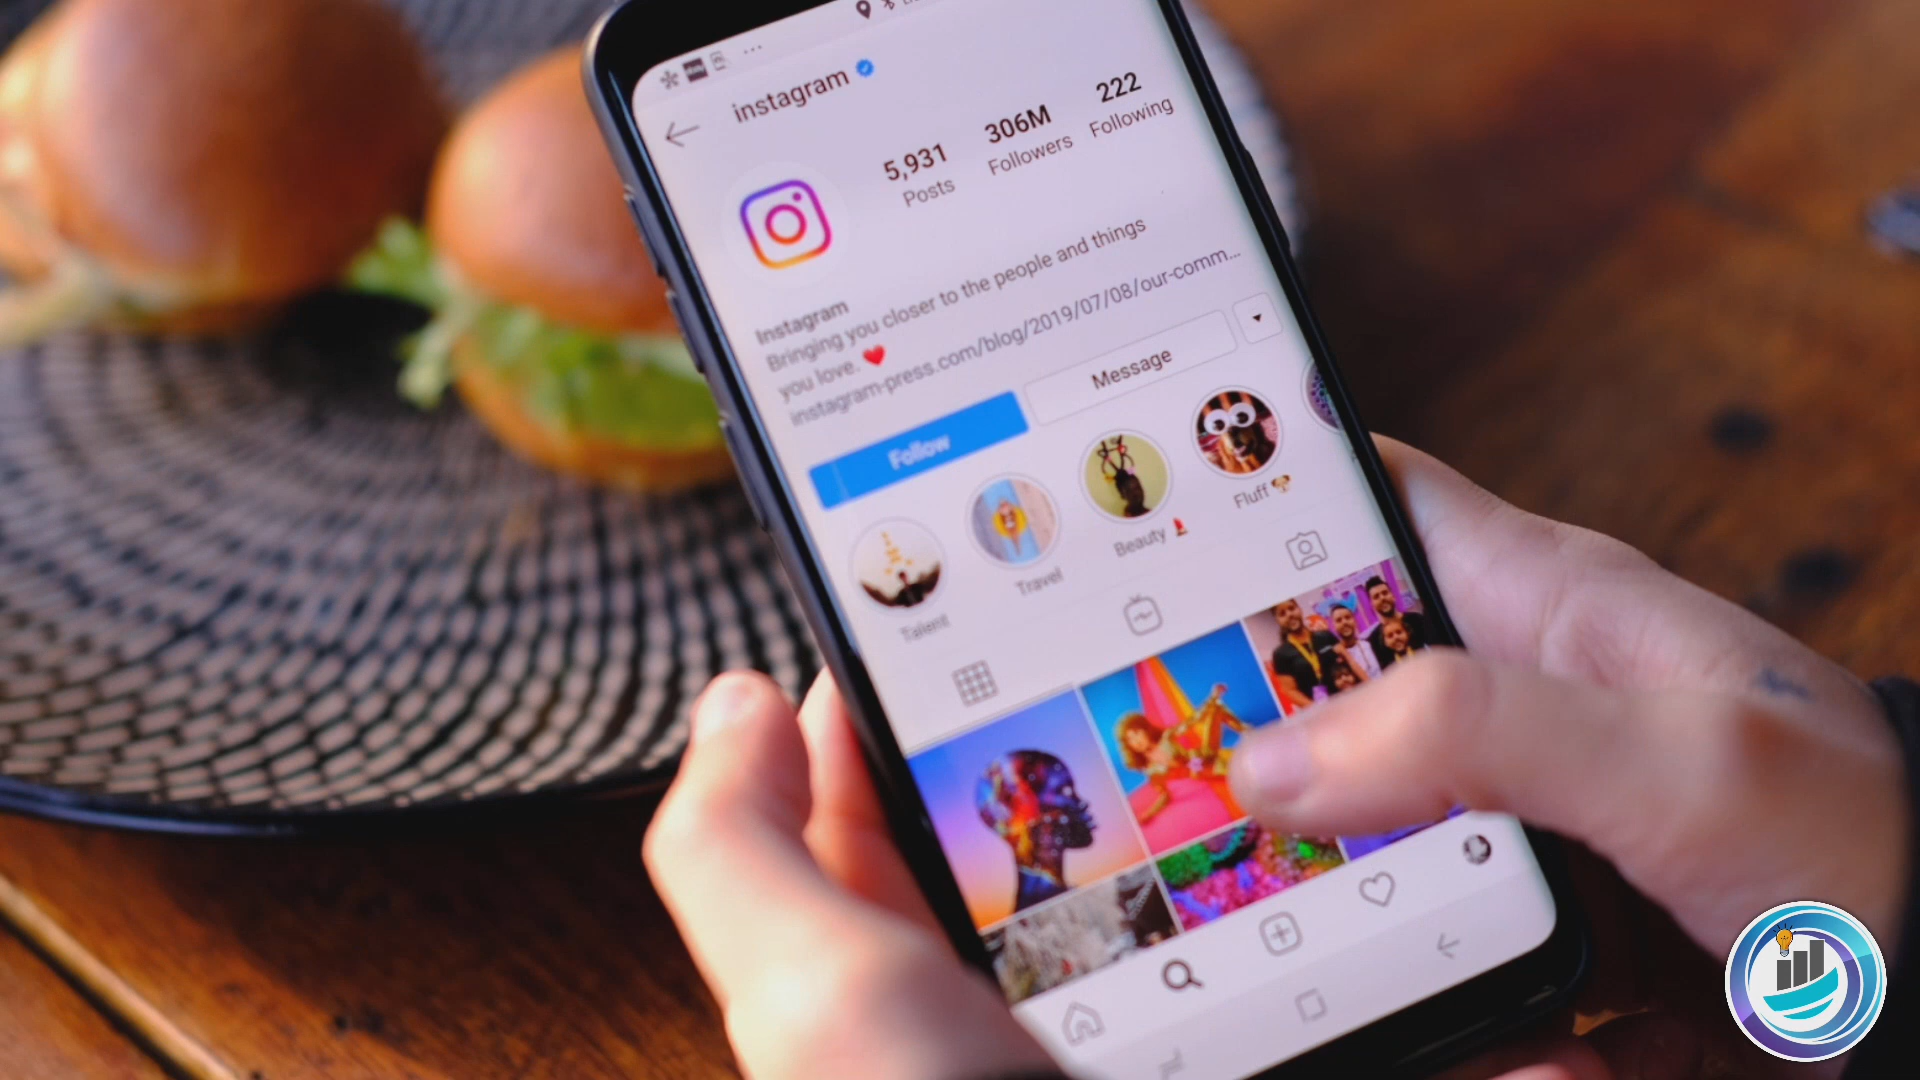 instagram
5,931
Posts
306M
Followers
222
Following
Instagram
Bringing you closer to the people and things
you love. ❤️
instagram-press.com/blog/2019/07/08/our-comm...
Follow
Message
Talent
Travel
Beauty 💄
Fluff 🐶